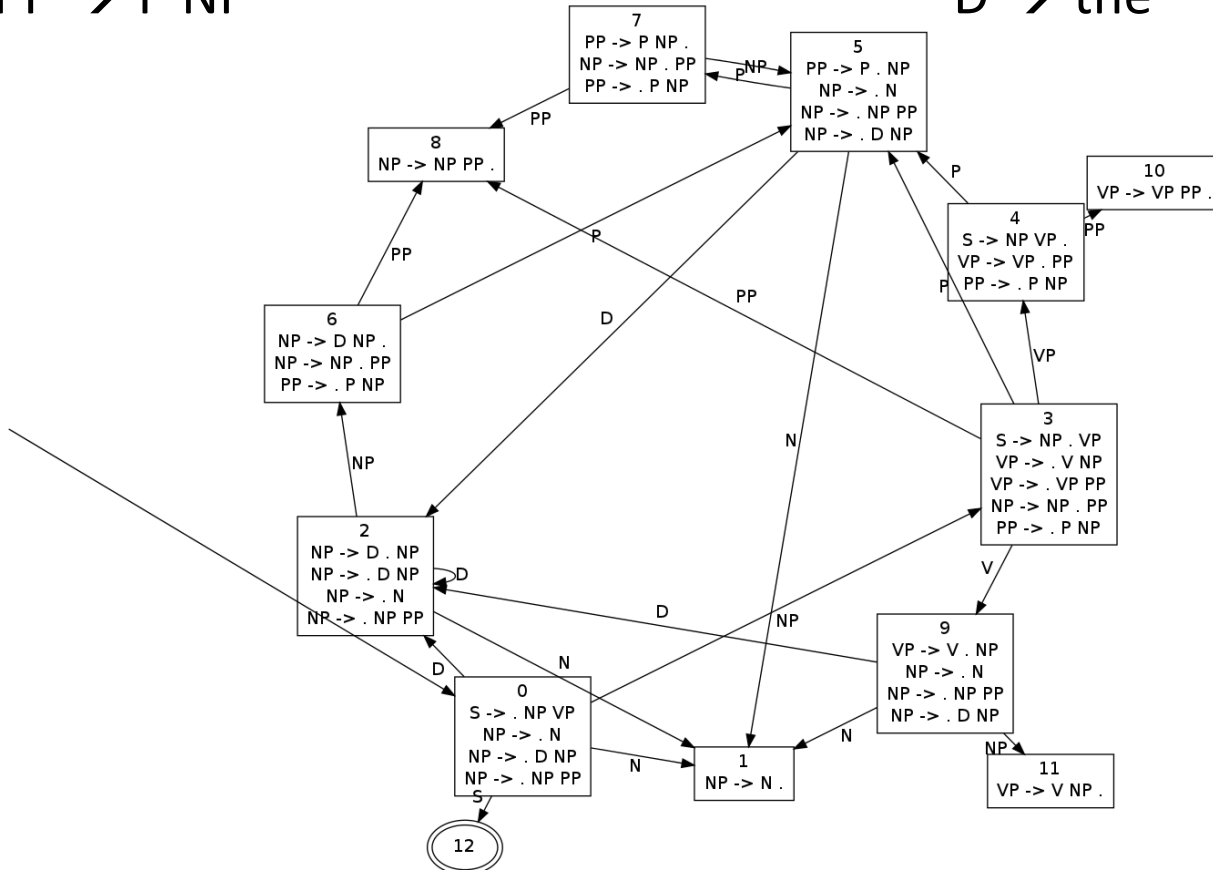 D → the
7
PP -> P NP .
NP -> NP . PP
PP -> . P NP
5
PP -> P . NP
NP -> . N
NP -> . NP PP
NP -> . D NP
NP
P
PP
8
NP -> NP PP .
10
VP -> VP PP .
P
4
S -> NP VP .
VP -> VP . PP
PP -> . P NP
PP
P
PP
P
PP
D
6
NP -> D NP .
NP -> NP . PP
PP -> . P NP
VP
3
S -> NP . VP
VP -> . V NP
VP -> . VP PP
NP -> NP . PP
PP -> . P NP
N
NP
2
NP -> D . NP
NP -> . D NP
NP -> . N
NP -> . NP PP
D
V
D
NP
9
VP -> V . NP
NP -> . N
NP -> . NP PP
NP -> . D NP
N
D
0
S -> . NP VP
NP -> . N
NP -> . D NP
NP -> . NP PP
N
N
NP
1
NP -> N .
11
VP -> V NP .
S
12